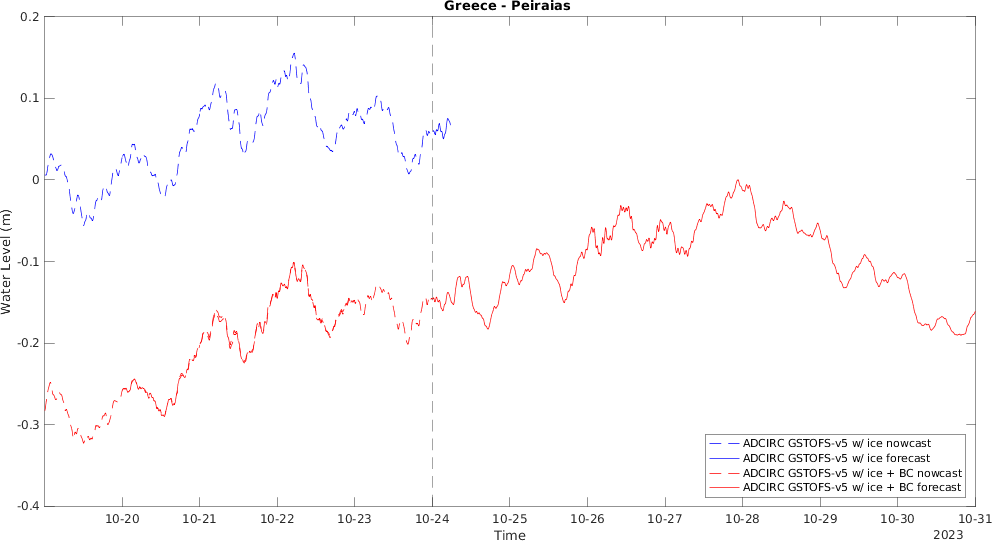 Greece - Peiraias
0.2
0.1
0
-0.1
-0.2
-0.3
-0.4
Water Level (m)
10-20
10-21
10-22
10-23
10-24
10-25
10-26
10-27
10-28
10-29
10-30
10-31
Time
2023
ADCIRC GSTOFS-v5 w/ ice nowcast
ADCIRC GSTOFS-v5 w/ ice forecast
ADCIRC GSTOFS-v5 w/ ice + BC nowcast
ADCIRC GSTOFS-v5 w/ ice + BC forecast